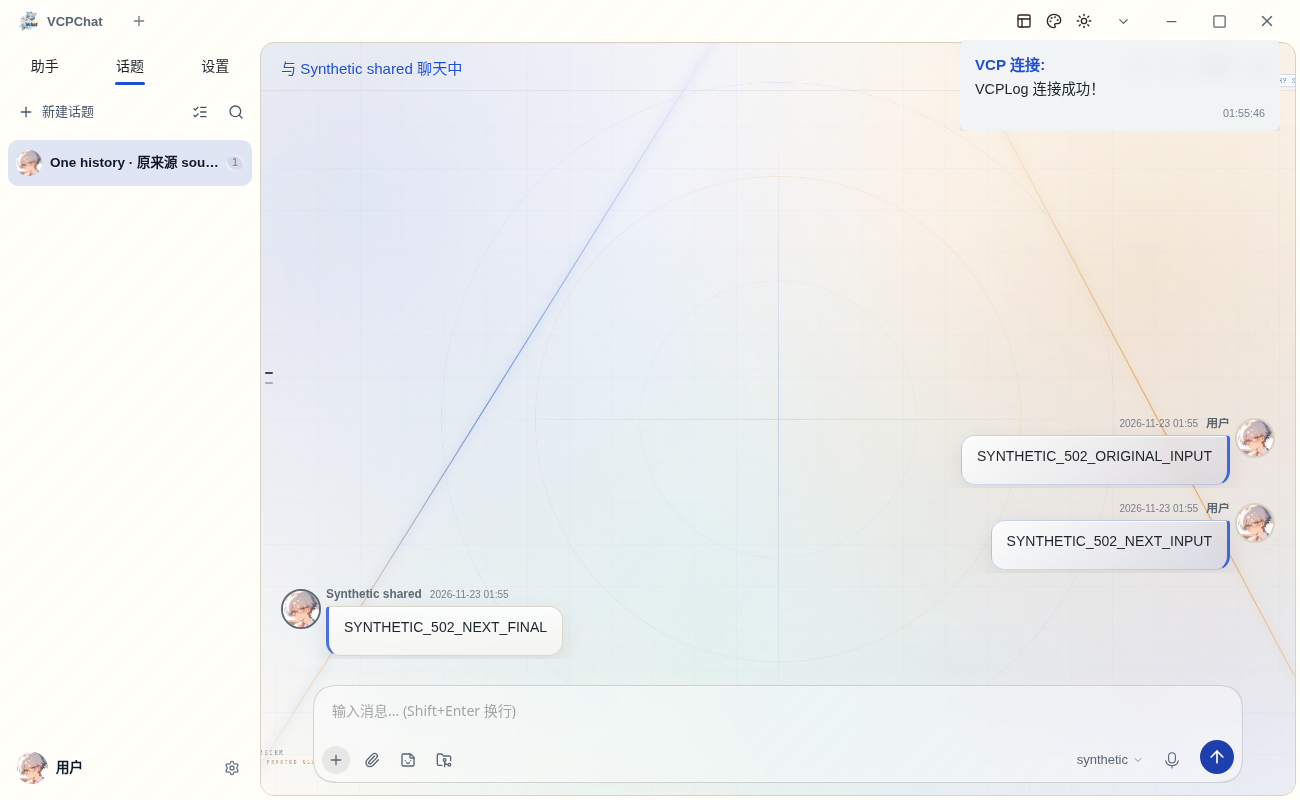 VCPChat
助手
话题
设置
新建话题
One history · 原来源 sou...
1
用户
与 Synthetic shared 聊天中
VCP 连接:
VCPLog 连接成功!
01:55:46
2026-11-23 01:55 用户
SYNTHETIC_502_ORIGINAL_INPUT
2026-11-23 01:55 用户
SYNTHETIC_502_NEXT_INPUT
Synthetic shared 2026-11-23 01:55
SYNTHETIC_502_NEXT_FINAL
输入消息... (Shift+Enter 换行)
synthetic